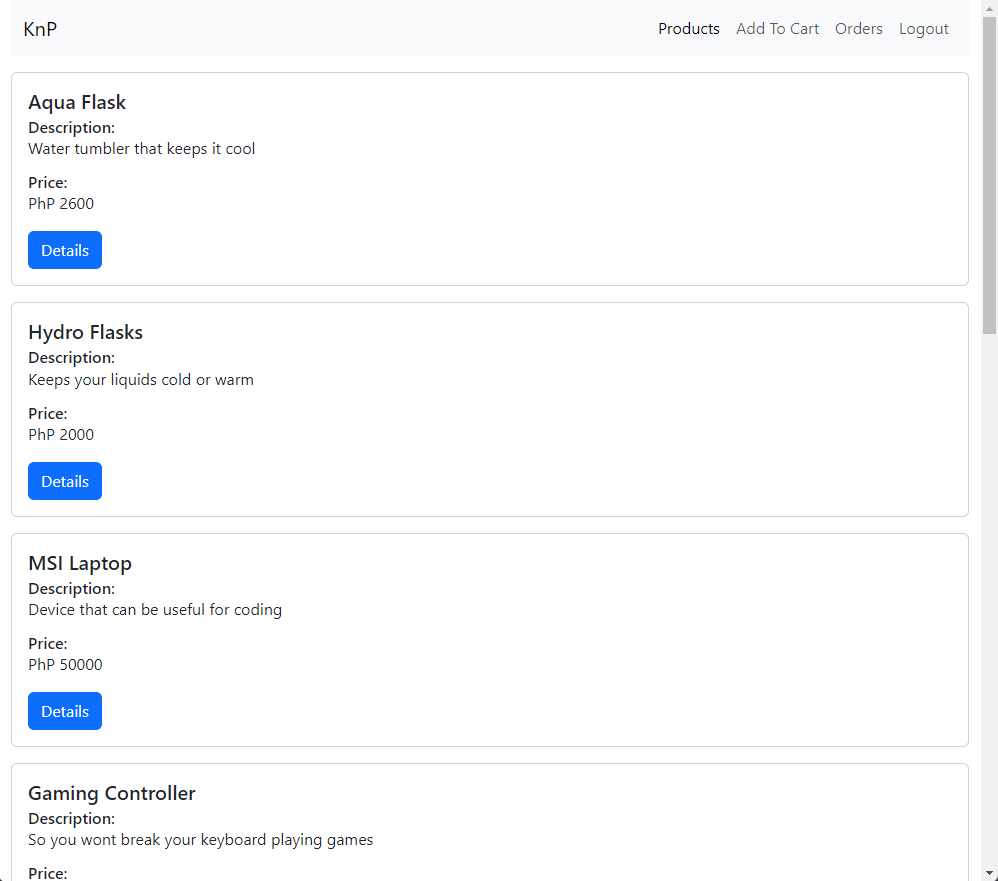 KnP Products Add To Cart Orders Logout
Aqua Flask
Description:
Water tumbler that keeps it cool
Price:
PhP 2600
Details
Hydro Flasks
Description:
Keeps your liquids cold or warm
Price:
PhP 2000
Details
MSI Laptop
Description:
Device that can be useful for coding
Price:
PhP 50000
Details
Gaming Controller
Description:
So you wont break your keyboard playing games
Price: